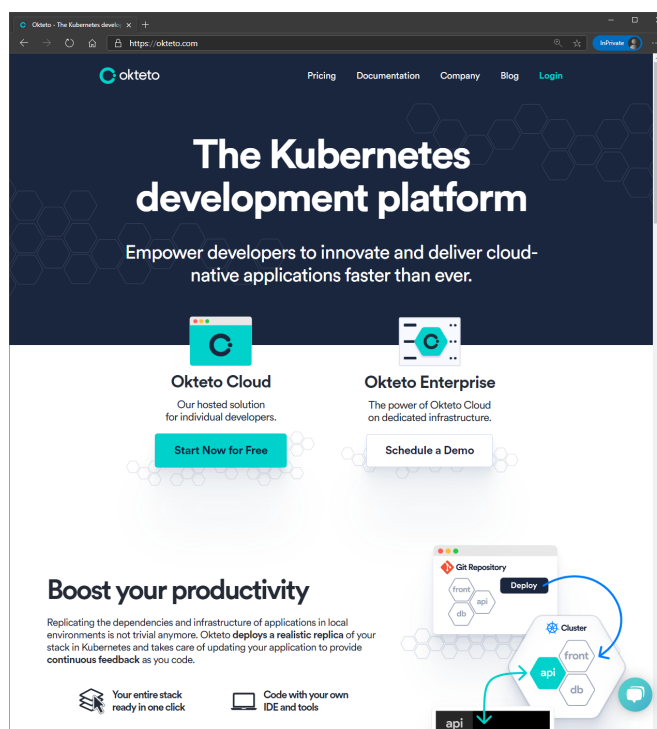 Okteto - The Kubernetes develop
https://okteto.com
InPrivate
okteto
Pricing
Documentation
Company
Blog
Login
The Kubernetes
development platform
Empower developers to innovate and deliver cloud-
native applications faster than ever.
Okteto Cloud
Our hosted solution
for individual developers.
Start Now for Free
Okteto Enterprise
The power of Okteto Cloud
on dedicated infrastructure.
Schedule a Demo
Boost your productivity
Replicating the dependencies and infrastructure of applications in local
environments is not trivial anymore. Okteto deploys a realistic replica of your
stack in Kubernetes and takes care of updating your application to provide
continuous feedback as you code.
Your entire stack
ready in one click
Code with your own
IDE and tools
Git Repository
Deploy
front
api
db
Cluster
front
api
db
api